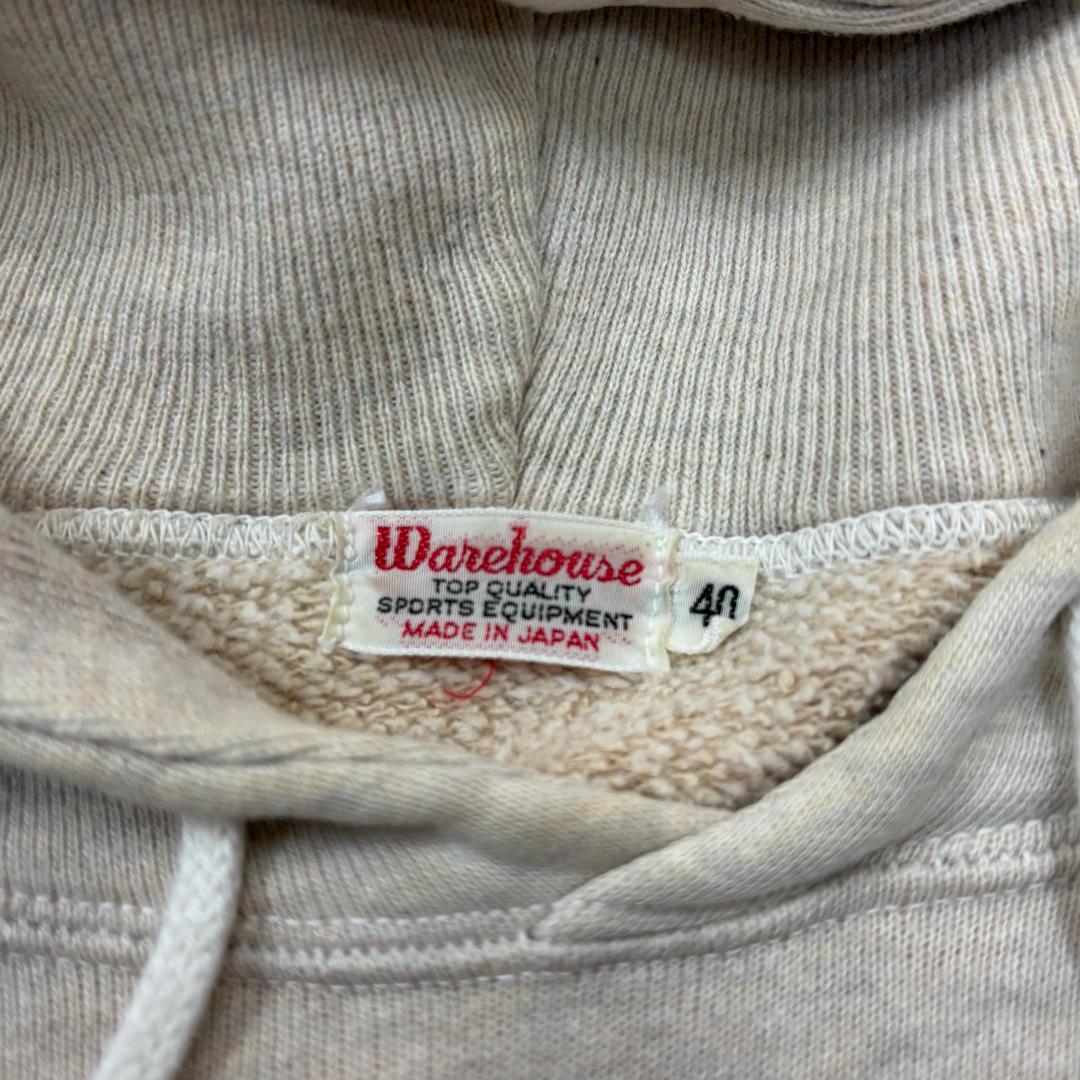 Warehouse
TOP QUALITY
SPORTS EQUIPMENT
MADE IN JAPAN
40